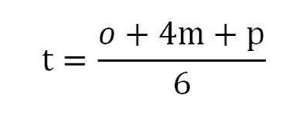 t = (o + 4m + p) / 6